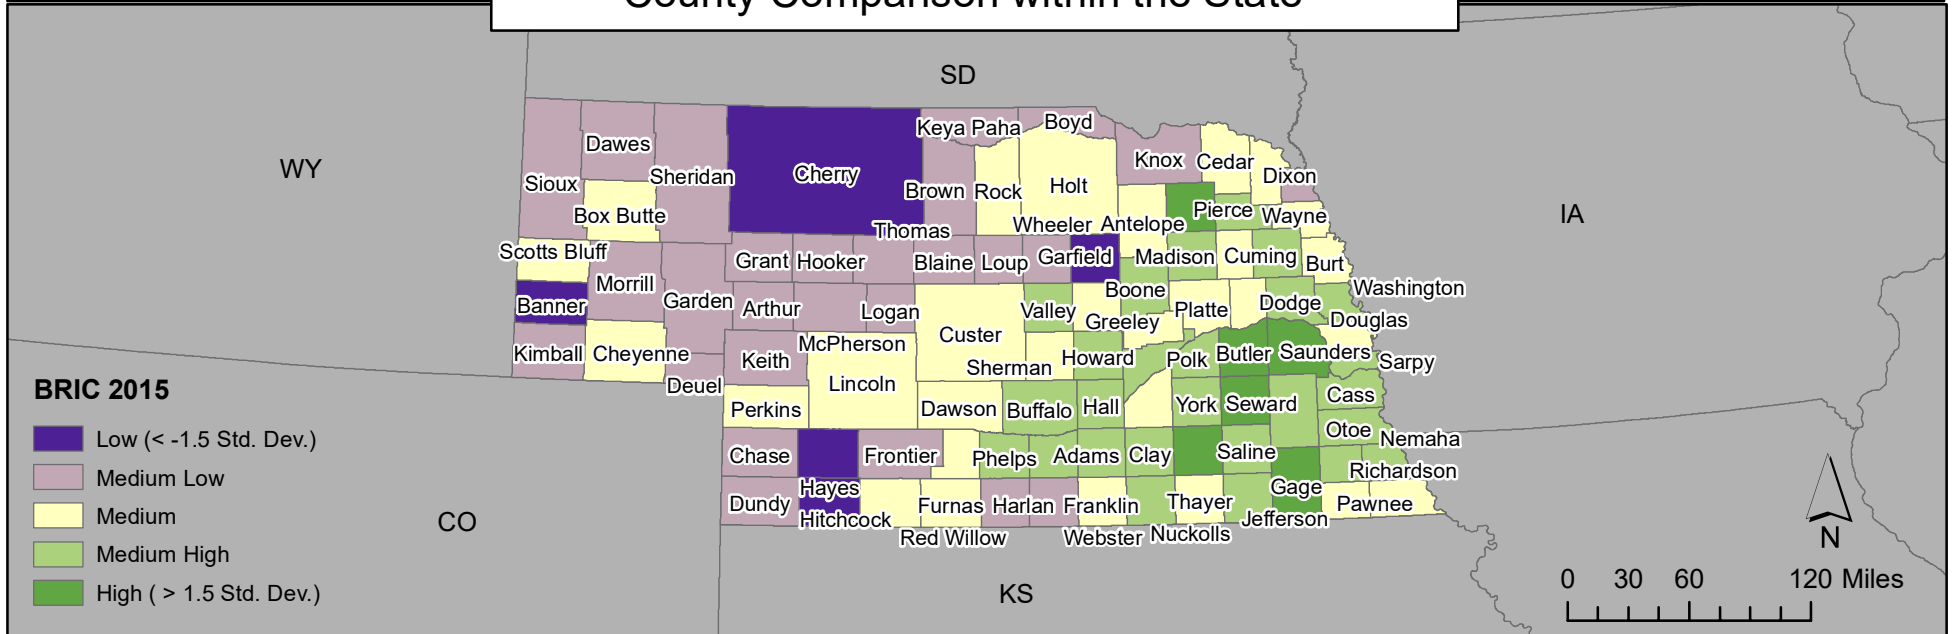 County Comparison within the State
SD
WY
IA
CO
KS
Dawes
Sioux
Sheridan
Box Butte
Scotts Bluff
Banner
Morrill
Garden
Kimball
Cheyenne
Deuel
Cherry
Keya Paha
Boyd
Brown
Rock
Holt
Knox
Cedar
Dixon
Thomas
Wheeler
Antelope
Pierce
Wayne
Grant
Hooker
Blaine
Loup
Garfield
Madison
Cuming
Burt
Arthur
Logan
Valley
Boone
Greeley
Platte
Dodge
Washington
Douglas
Custer
McPherson
Keith
Lincoln
Sherman
Howard
Polk
Butler
Saunders
Sarpy
Perkins
Dawson
Buffalo
Hall
York
Seward
Cass
Otoe
Nemaha
Chase
Frontier
Phelps
Adams
Clay
Saline
Richardson
Dundy
Hayes
Hitchcock
Furnas
Harlan
Franklin
Thayer
Gage
Pawnee
Jefferson
Red Willow
Webster
Nuckolls
BRIC 2015
Low (< -1.5 Std. Dev.)
Medium Low
Medium
Medium High
High ( > 1.5 Std. Dev.)
N
0 30 60 120 Miles